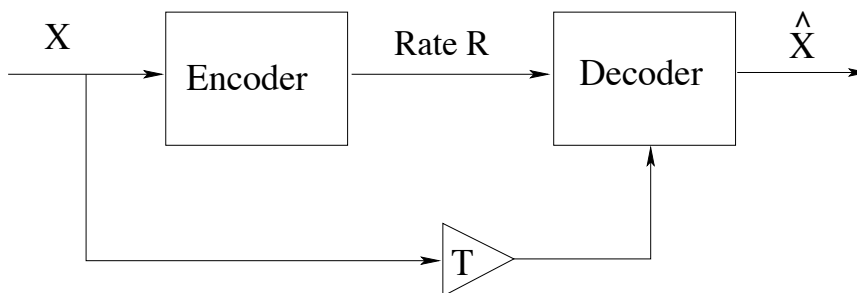 X
Encoder
Rate R
Decoder
X̂
T